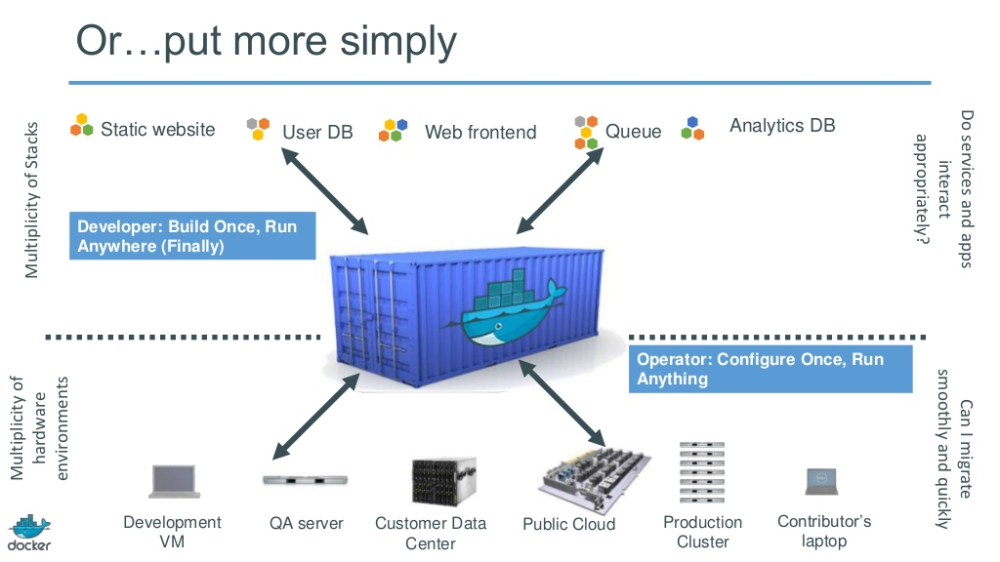 Or…put more simply
Static website
User DB
Web frontend
Queue
Analytics DB
Multiplicity of Stacks
Do services and apps
interact
appropriately?
Developer: Build Once, Run
Anywhere (Finally)
Operator: Configure Once, Run
Anything
Multiplicity of
hardware
environments
Can I migrate
smoothly and quickly
Development
VM
QA server
Customer Data
Center
Public Cloud
Production
Cluster
Contributor’s
laptop
docker